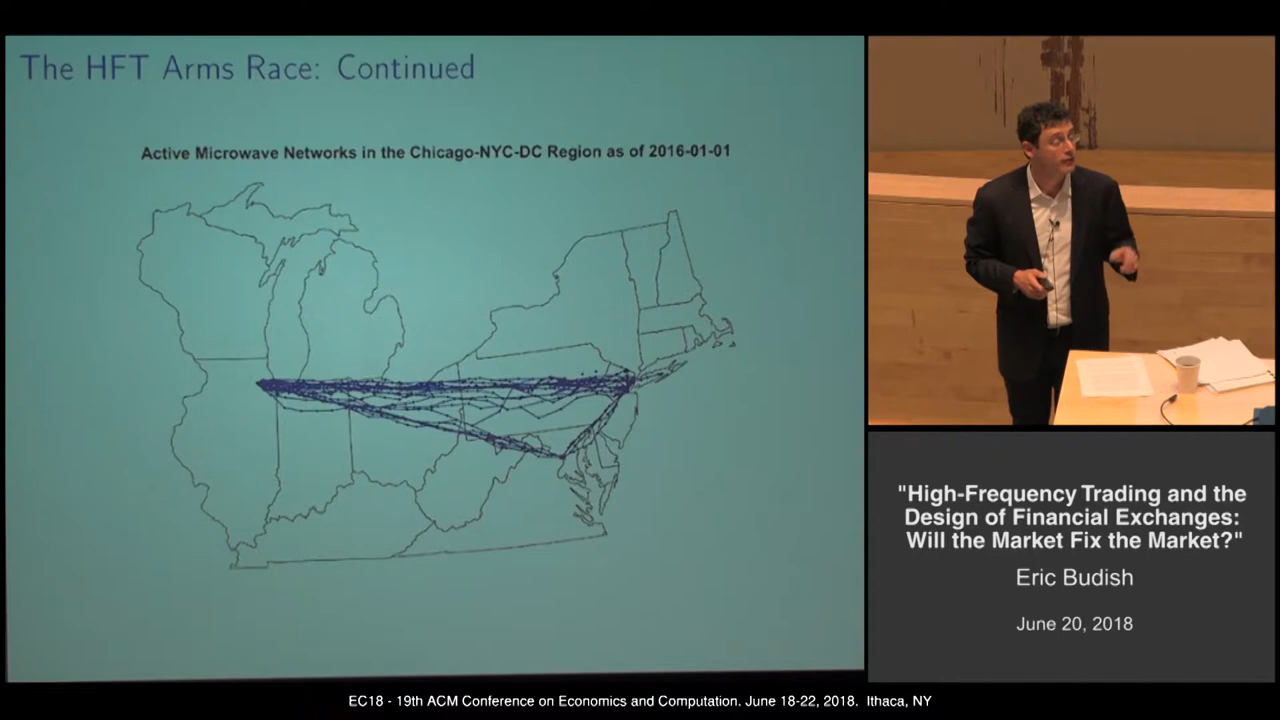 The HFT Arms Race: Continued
Active Microwave Networks in the Chicago-NYC-DC Region as of 2016-01-01
"High-Frequency Trading and the
Design of Financial Exchanges:
Will the Market Fix the Market?"
Eric Budish
June 20, 2018
EC18 - 19th ACM Conference on Economics and Computation. June 18-22, 2018. Ithaca, NY